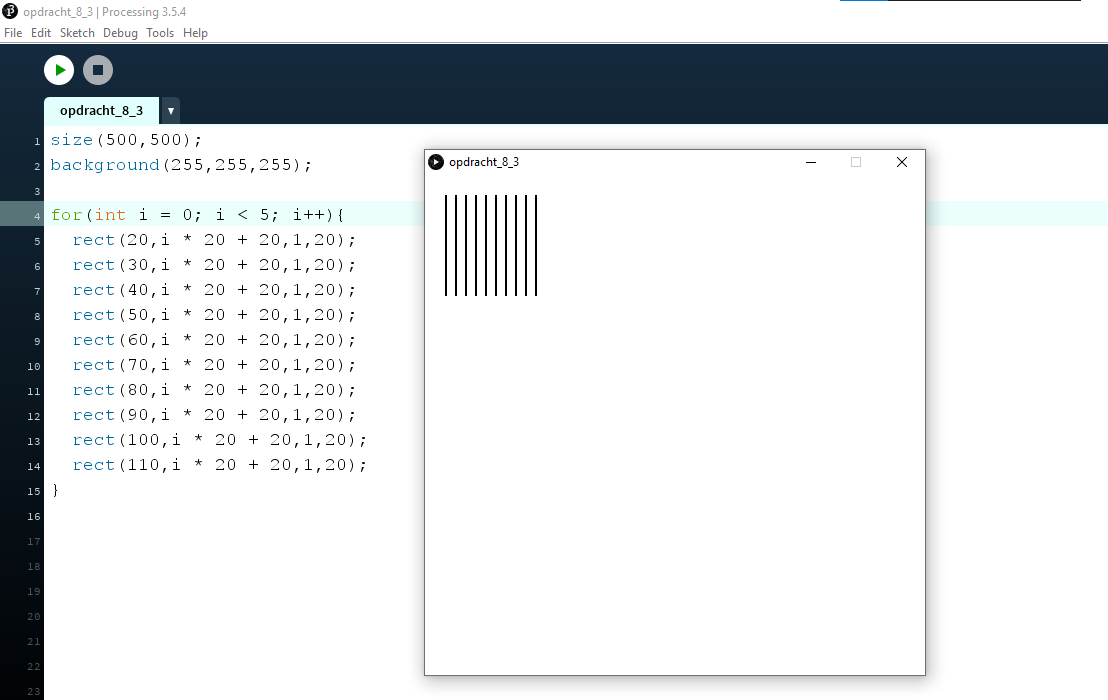 opdracht_8_3 | Processing 3.5.4
File Edit Sketch Debug Tools Help
opdracht_8_3 ▼
1 size(500,500);
2 background(255,255,255);
3
4 for(int i = 0; i < 5; i++){
5 rect(20,i * 20 + 20,1,20);
6 rect(30,i * 20 + 20,1,20);
7 rect(40,i * 20 + 20,1,20);
8 rect(50,i * 20 + 20,1,20);
9 rect(60,i * 20 + 20,1,20);
10 rect(70,i * 20 + 20,1,20);
11 rect(80,i * 20 + 20,1,20);
12 rect(90,i * 20 + 20,1,20);
13 rect(100,i * 20 + 20,1,20);
14 rect(110,i * 20 + 20,1,20);
15 }
16
17
18
19
20
21
22
23
opdracht_8_3